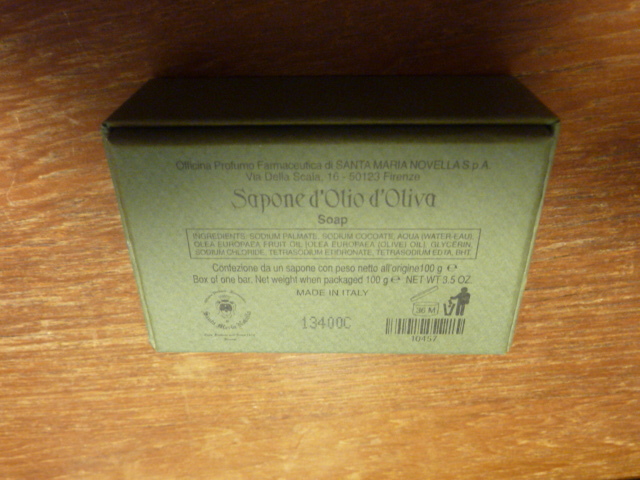 Officina Profumo Farmaceutica di SANTA MARIA NOVELLA S.p.A.
Via Della Scala, 16 - 50123 Firenze
Sapone d'Olio d'Oliva
Soap
INGREDIENTS: SODIUM PALMATE, SODIUM COCOATE, AQUA (WATER-EAU),
OLEA EUROPAEA FRUIT OIL (OLEA EUROPAEA (OLIVE) OIL), GLYCERIN,
SODIUM CHLORIDE, TETRASODIUM ETIDRONATE, TETRASODIUM EDTA, BHT.
Confezione da un sapone con peso netto all'origine 100 g ℮
Box of one bar. Net weight when packaged 100 g ℮ NET WT 3.5 OZ.
MADE IN ITALY
36 M
13400C
10457